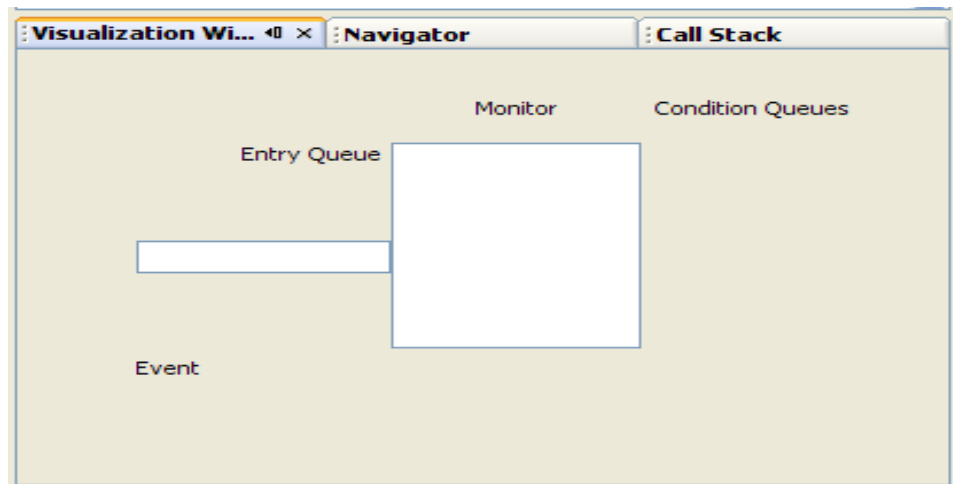 Visualization Wi...
Navigator
Call Stack
Monitor
Condition Queues
Entry Queue
Event